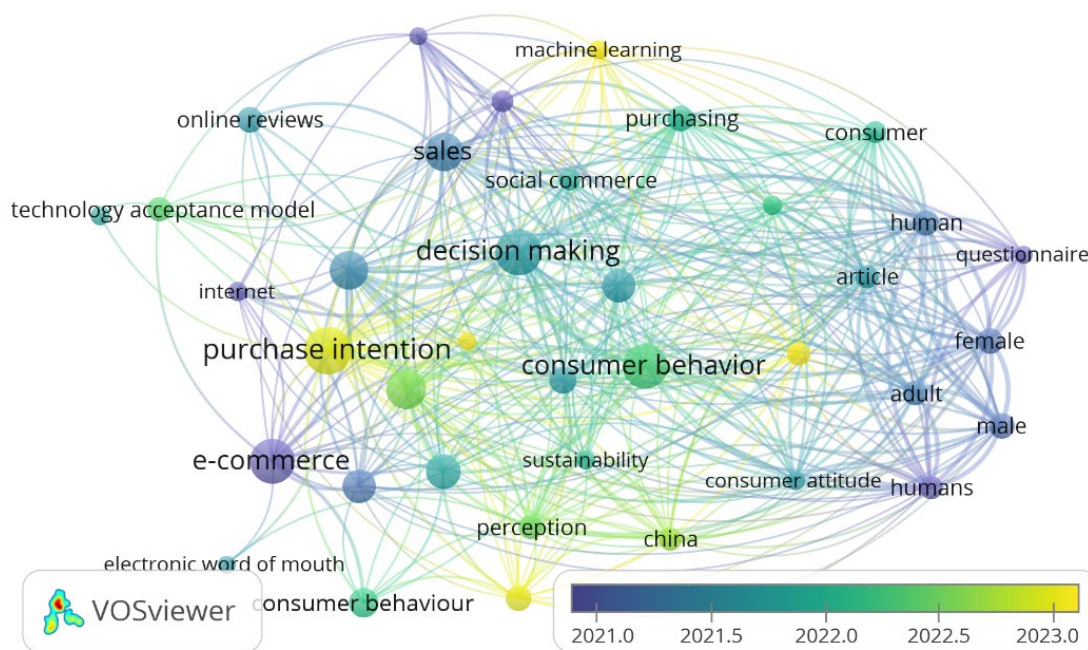 machine learning
online reviews
purchasing
consumer
sales
social commerce
technology acceptance model
human
decision making
questionnaire
article
internet
purchase intention
female
consumer behavior
adult
male
e-commerce
sustainability
consumer attitude
humans
perception
china
electronic word of mouth
VOSviewer
consumer behaviour
2021.0 2021.5 2022.0 2022.5 2023.0